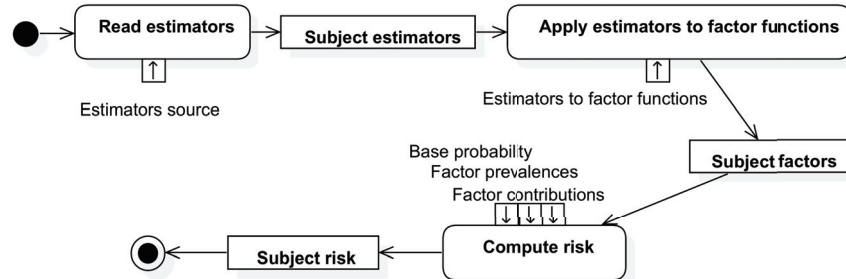 Read estimators
Subject estimators
Apply estimators to factor functions
Estimators source
Estimators to factor functions
Base probability
Factor prevalences
Factor contributions
Subject factors
Compute risk
Subject risk